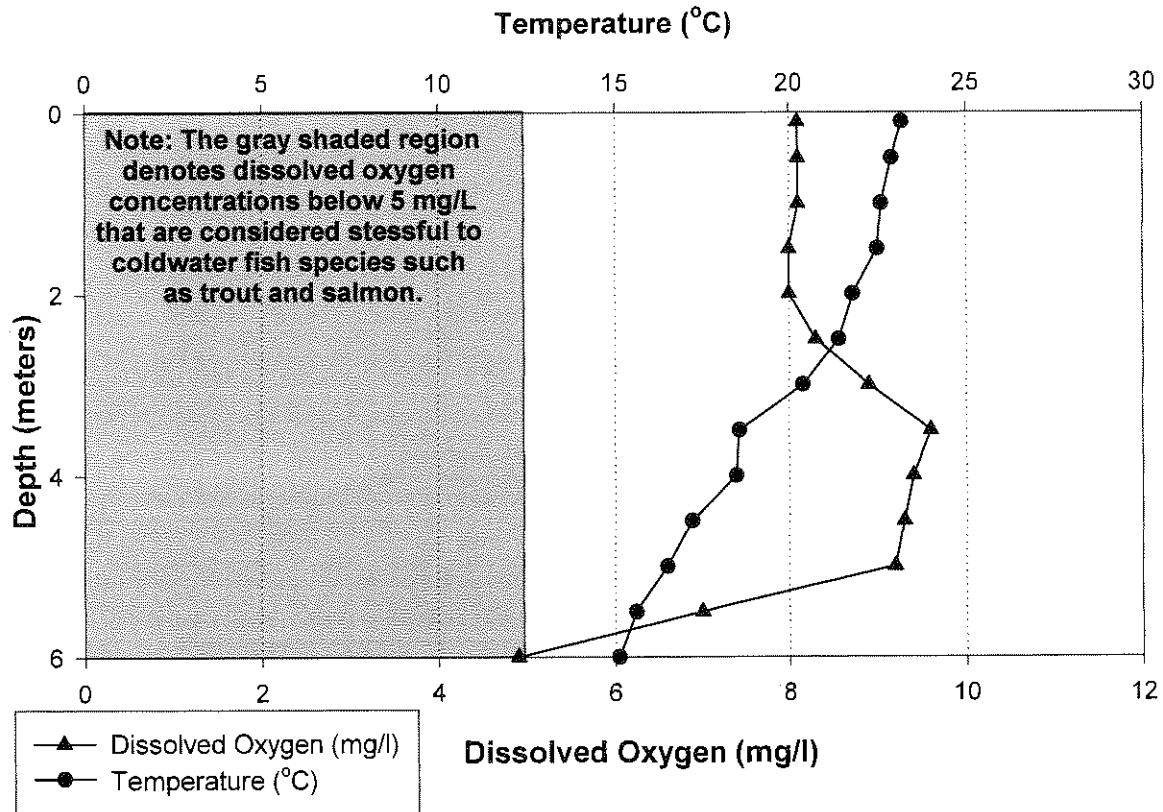 Temperature (°C)
0 5 10 15 20 25 30
0
Note: The gray shaded region
denotes dissolved oxygen
concentrations below 5 mg/L
that are considered stessful to
coldwater fish species such
as trout and salmon.
2
Depth (meters)
4
6
0 2 4 6 8 10 12
Dissolved Oxygen (mg/l)
Dissolved Oxygen (mg/l)
Temperature (°C)